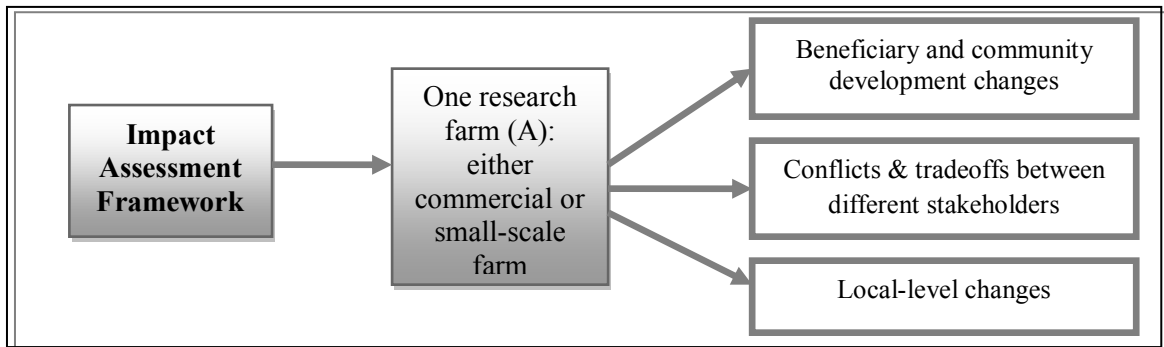 Impact
Assessment
Framework
One research
farm (A):
either
commercial or
small-scale
farm
Beneficiary and community
development changes
Conflicts & tradeoffs between
different stakeholders
Local-level changes